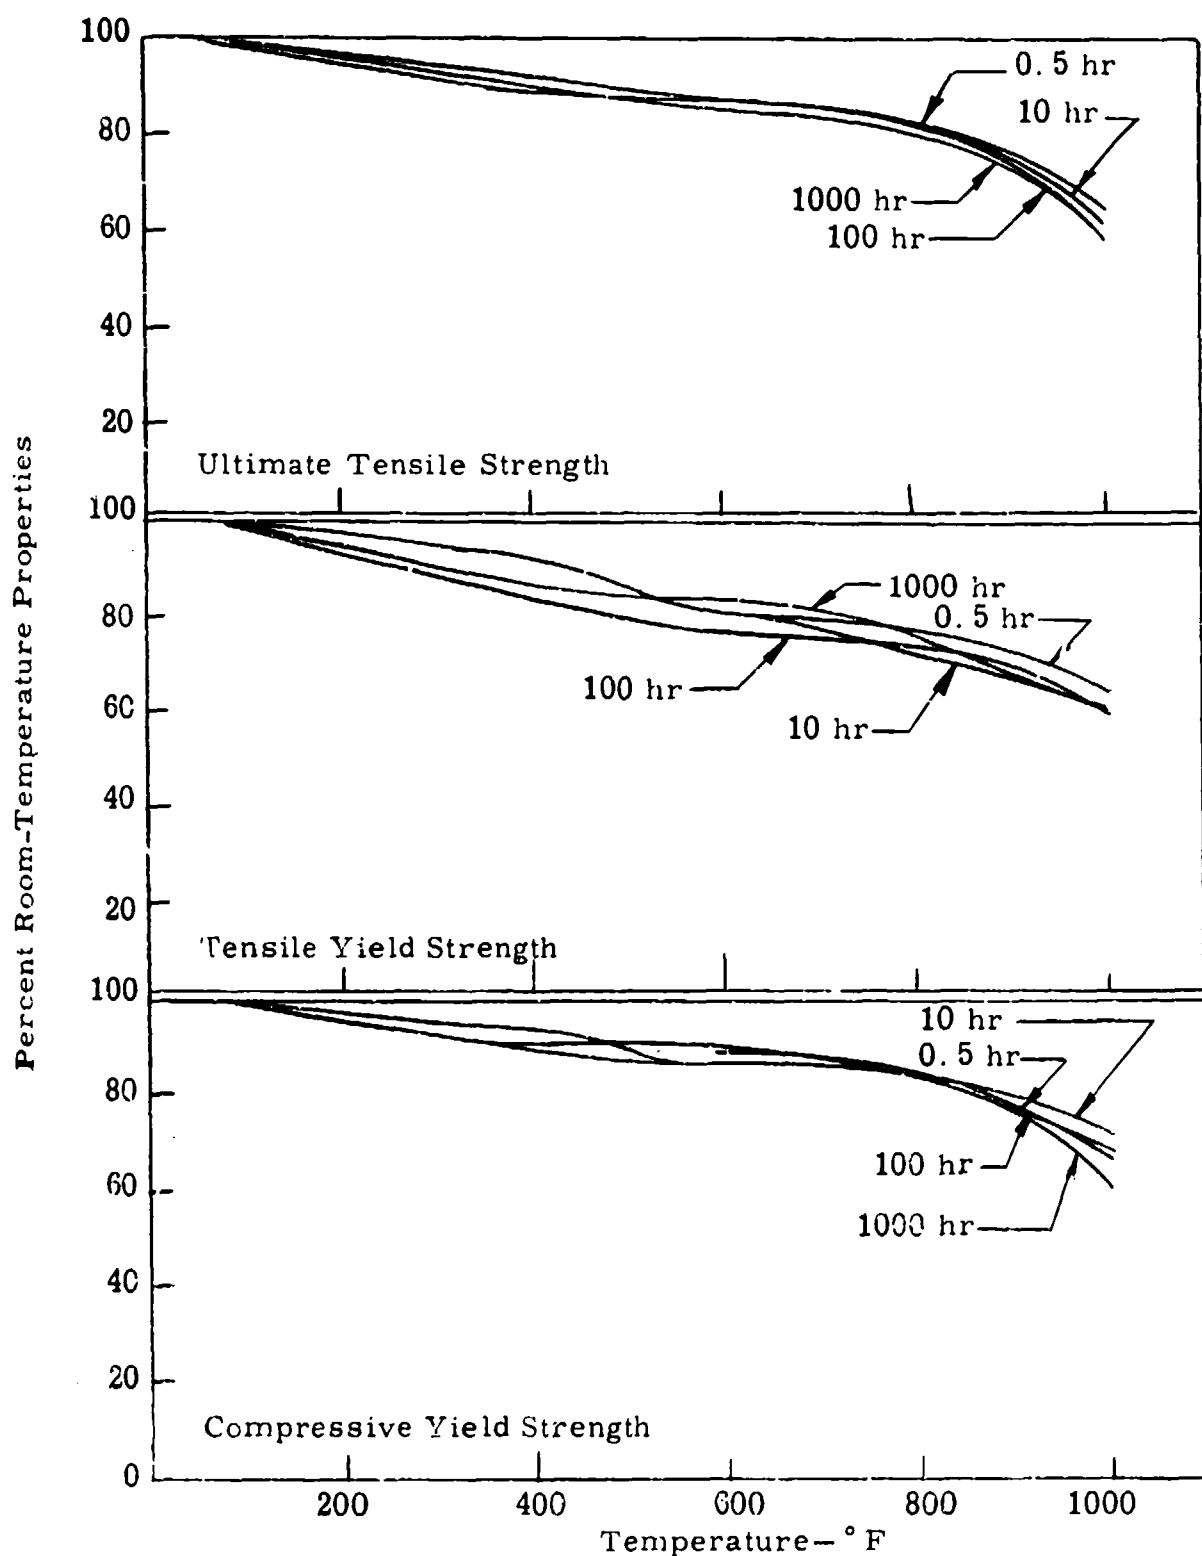 100
0.5 hr
10 hr
80
1000 hr
60
100 hr
40
20
Ultimate Tensile Strength
100
1000 hr
80
0.5 hr
100 hr
60
10 hr
40
20
Tensile Yield Strength
100
10 hr
0.5 hr
80
100 hr
60
1000 hr
40
20
Compressive Yield Strength
0
200 400 600 800 1000
Temperature—°F
Percent Room-Temperature Properties